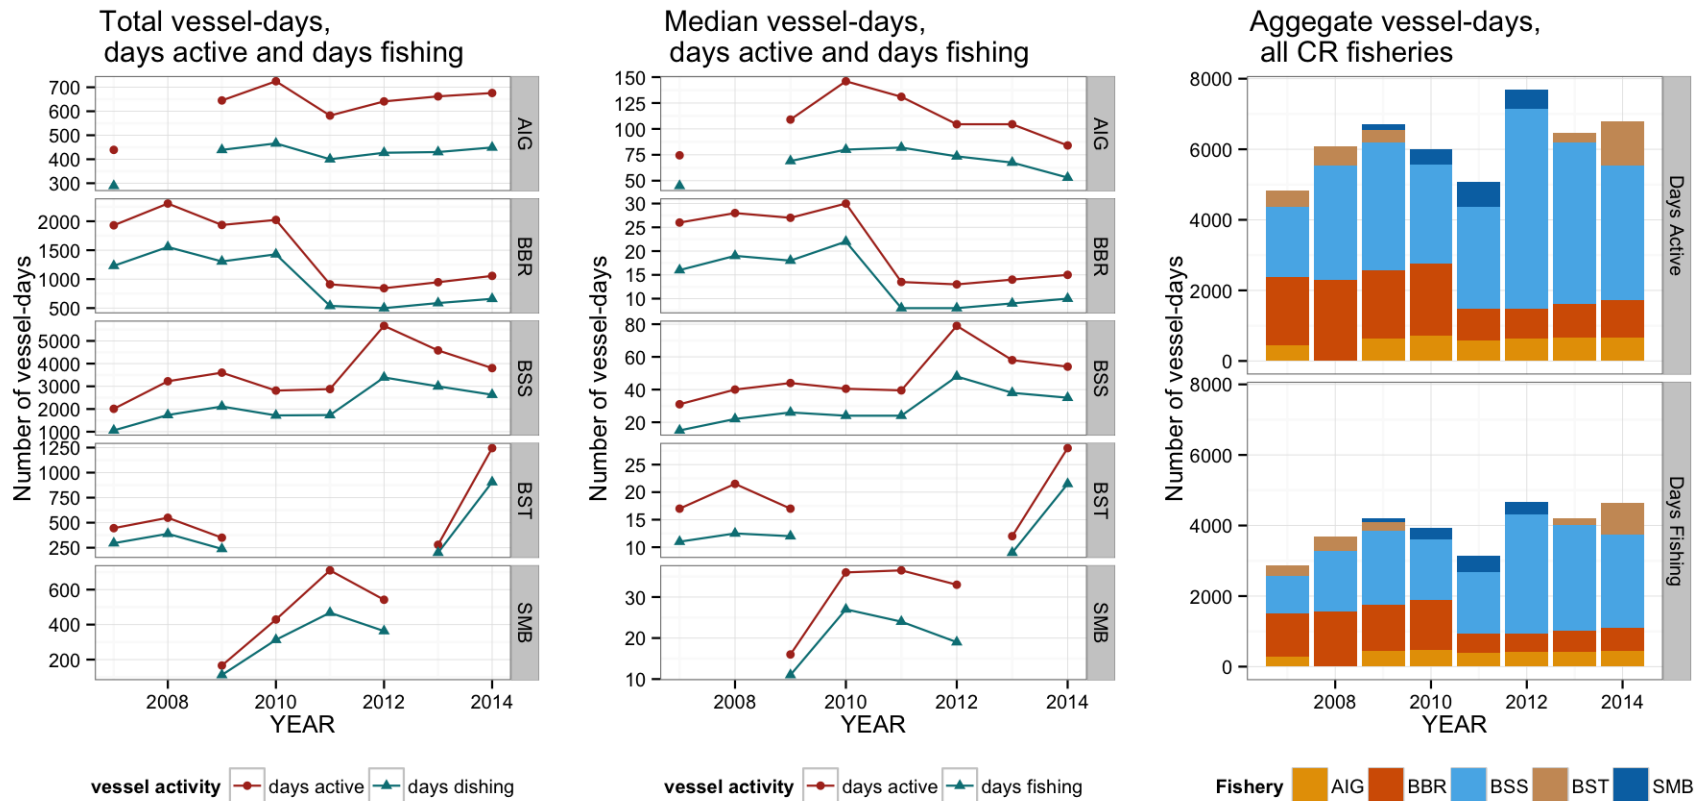 Total vessel-days,
days active and days fishing
Number of vessel-days
700
600
500
400
300
AIG
2000
1500
1000
500
BBR
5000
4000
3000
2000
1000
BSS
1250
1000
750
500
250
BST
600
400
200
SMB
2008 2010 2012 2014
YEAR
vessel activity days active days dishing
Median vessel-days,
days active and days fishing
Number of vessel-days
150
125
100
75
50
AIG
30
25
20
15
10
BBR
80
60
40
20
BSS
25
20
15
10
BST
30
20
10
SMB
2008 2010 2012 2014
YEAR
vessel activity days active days fishing
Aggegate vessel-days,
all CR fisheries
Number of vessel-days
8000
6000
4000
2000
0
Days Active
8000
6000
4000
2000
0
Days Fishing
2008 2010 2012 2014
YEAR
Fishery AIG BBR BSS BST SMB